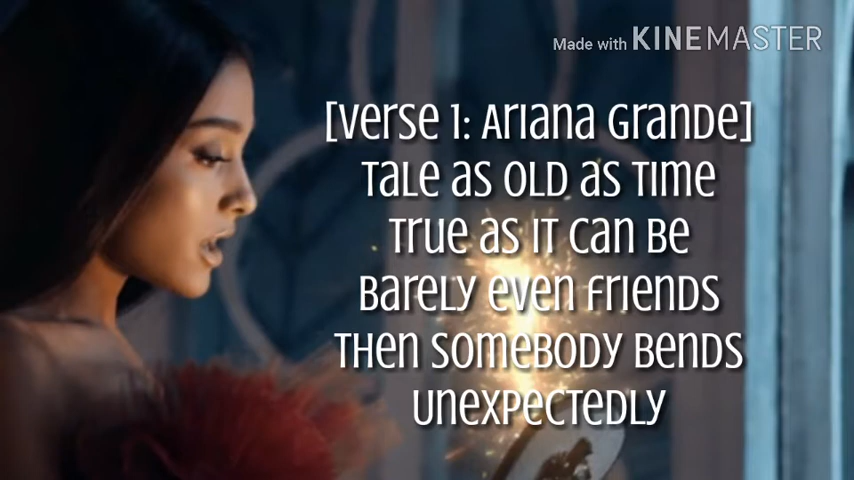 Made with KINEMASTER
[Verse 1: Ariana Grande]
Tale as old as time
True as it can be
Barely even friends
Then somebody bends
Unexpectedly